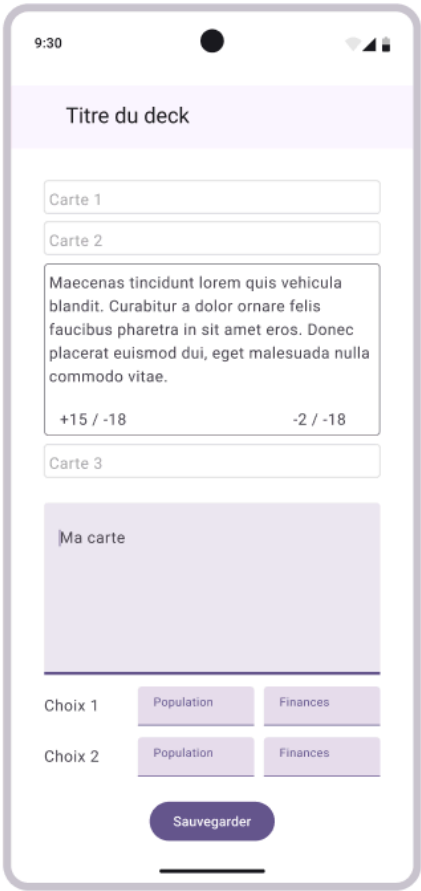 9:30
Titre du deck
Carte 1
Carte 2
Maecenas tincidunt lorem quis vehicula
blandit. Curabitur a dolor ornare felis
faucibus pharetra in sit amet eros. Donec
placerat euismod dui, eget malesuada nulla
commodo vitae.
+15 / -18 -2 / -18
Carte 3
Ma carte
Choix 1 Population Finances
Choix 2 Population Finances
Sauvegarder